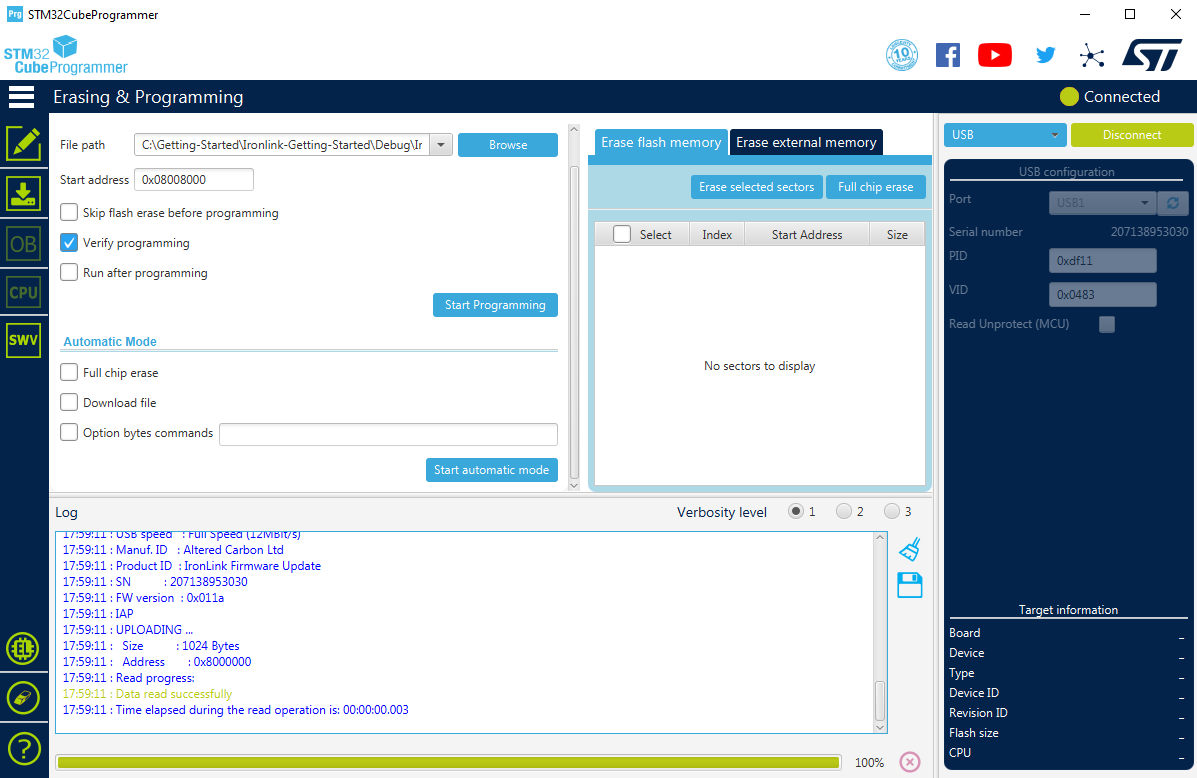 Prg STM32CubeProgrammer
STM32
CubeProgrammer
10
YEARS
ST
Erasing & Programming
Connected
File path
C:\Getting-Started\Ironlink-Getting-Started\Debug\Ir
Browse
Start address
0x08008000
Skip flash erase before programming
Verify programming
Run after programming
Start Programming
Automatic Mode
Full chip erase
Download file
Option bytes commands
Start automatic mode
OB
CPU
SWV
EL
?
Erase flash memory
Erase external memory
Erase selected sectors
Full chip erase
Select Index Start Address Size
No sectors to display
USB
Disconnect
USB configuration
Port
USB1
Serial number 207138953030
PID
0xdf11
VID
0x0483
Read Unprotect (MCU)
Log
Verbosity level 1 2 3
17:59:11 : USB speed : Full Speed (12MBit/s)
17:59:11 : Manuf. ID : Altered Carbon Ltd
17:59:11 : Product ID : IronLink Firmware Update
17:59:11 : SN : 207138953030
17:59:11 : FW version : 0x011a
17:59:11 : IAP
17:59:11 : UPLOADING ...
17:59:11 : Size : 1024 Bytes
17:59:11 : Address : 0x8000000
17:59:11 : Read progress:
17:59:11 : Data read successfully
17:59:11 : Time elapsed during the read operation is: 00:00:00.003
100%
Target information
Board _
Device _
Type _
Device ID _
Revision ID _
Flash size _
CPU _